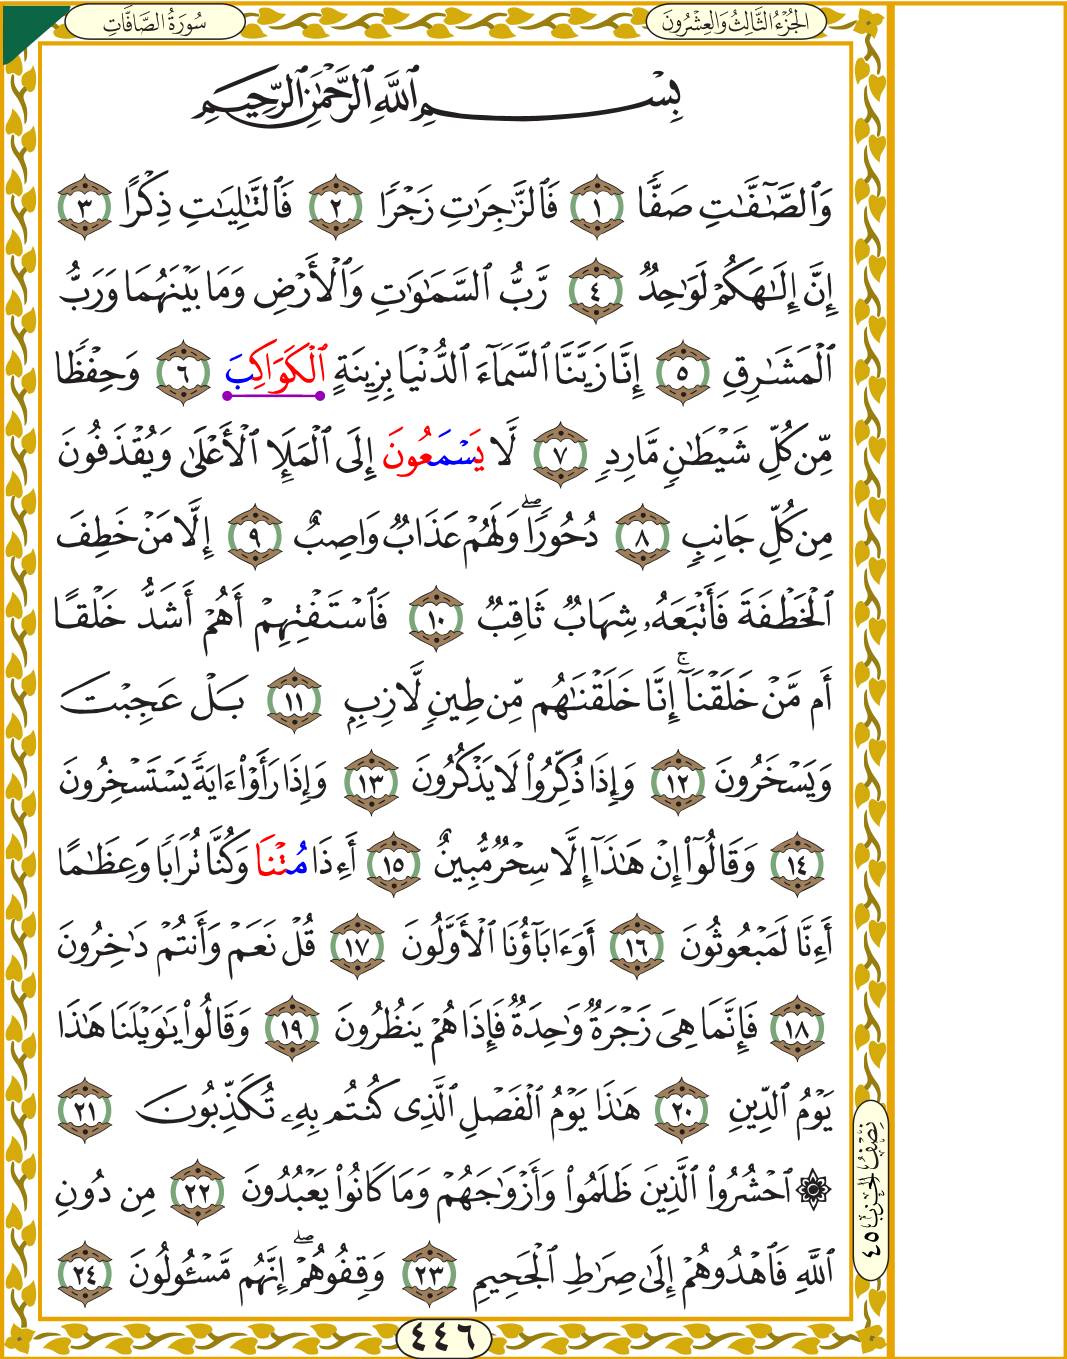 الجُزْءُ الثَّالِثُ وَالعِشْرُونَ
سُورَةُ الصَّافَّاتِ
بِسْمِ ٱللَّهِ ٱلرَّحْمَٰنِ ٱلرَّحِيمِ
وَٱلصَّٰٓفَّٰتِ صَفًّا ١ فَٱلزَّٰجِرَٰتِ زَجْرًا ٢ فَٱلتَّٰلِيَٰتِ ذِكْرًا ٣
إِنَّ إِلَٰهَكُمْ لَوَٰحِدٌ ٤ رَّبُّ ٱلسَّمَٰوَٰتِ وَٱلْأَرْضِ وَمَا بَيْنَهُمَا وَرَبُّ
ٱلْمَشَٰرِقِ ٥ إِنَّا زَيَّنَّا ٱلسَّمَآءَ ٱلدُّنْيَا بِزِينَةٍ ٱلْكَوَاكِبَ ٦ وَحِفْظًا
مِّن كُلِّ شَيْطَٰنٍ مَّارِدٍ ٧ لَّا يَسْمَعُونَ إِلَى ٱلْمَلَإِ ٱلْأَعْلَىٰ وَيُقْذَفُونَ
مِن كُلِّ جَانِبٍ ٨ دُحُورًا ۖ وَلَهُمْ عَذَابٌ وَاصِبٌ ٩ إِلَّا مَنْ خَطِفَ
ٱلْخَطْفَةَ فَأَتْبَعَهُۥ شِهَابٌ ثَاقِبٌ ١٠ فَٱسْتَفْتِهِمْ أَهُمْ أَشَدُّ خَلْقًا
أَم مَّنْ خَلَقْنَآ ۚ إِنَّا خَلَقْنَٰهُم مِّن طِينٍ لَّازِبٍ ١١ بَلْ عَجِبْتَ
وَيَسْخَرُونَ ١٢ وَإِذَا ذُكِّرُوا۟ لَا يَذْكُرُونَ ١٣ وَإِذَا رَأَوْا۟ ءَايَةً يَسْتَسْخِرُونَ
١٤ وَقَالُوٓا۟ إِنْ هَٰذَآ إِلَّا سِحْرٌ مُّبِينٌ ١٥ أَءِذَا مُتْنَا وَكُنَّا تُرَابًا وَعِظَٰمًا
أَءِنَّا لَمَبْعُوثُونَ ١٦ أَوَءَابَآؤُنَا ٱلْأَوَّلُونَ ١٧ قُلْ نَعَمْ وَأَنتُمْ دَٰخِرُونَ
١٨ فَإِنَّمَا هِىَ زَجْرَةٌ وَٰحِدَةٌ فَإِذَا هُمْ يَنظُرُونَ ١٩ وَقَالُوا۟ يَٰوَيْلَنَا هَٰذَا
يَوْمُ ٱلدِّينِ ٢٠ هَٰذَا يَوْمُ ٱلْفَصْلِ ٱلَّذِى كُنتُم بِهِۦ تُكَذِّبُونَ ٢١
۞ ٱحْشُرُوا۟ ٱلَّذِينَ ظَلَمُوا۟ وَأَزْوَٰجَهُمْ وَمَا كَانُوا۟ يَعْبُدُونَ ٢٢ مِن دُونِ
ٱللَّهِ فَٱهْدُوهُمْ إِلَىٰ صِرَٰطِ ٱلْجَحِيمِ ٢٣ وَقِفُوهُمْ ۖ إِنَّهُم مَّسْـُٔولُونَ ٢٤
نِصْفُ الحِزْبِ ٤٥
٤٤٦